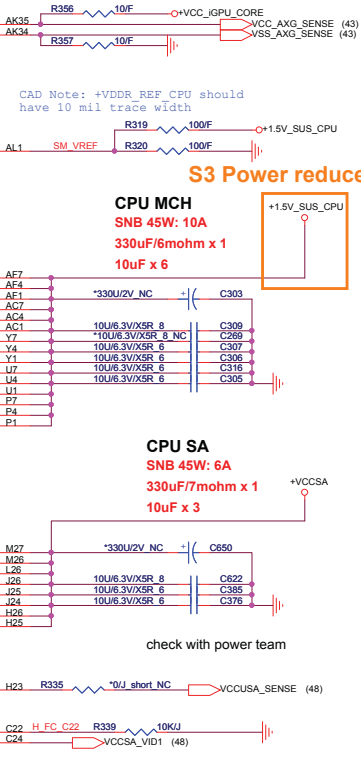 R356 10/F +VCC_iGPU_CORE
AK35 VCC_AXG_SENSE (43)
AK34 VSS_AXG_SENSE (43)
R357 10/F
CAD Note: +VDDR_REF_CPU should
have 10 mil trace width
R319 100/F +1.5V_SUS_CPU
AL1 SM_VREF R320 100/F
S3 Power reduce
CPU MCH +1.5V_SUS_CPU
SNB 45W: 10A
330uF/6mohm x 1
10uF x 6
AF7
AF4
AF1 *330U/2V_NC + C303
AC7
AC4
AC1 10U/6.3V/X5R_8 C309
Y7 *10U/6.3V/X5R_8_NC C269
Y4 10U/6.3V/X5R_6 C307
Y1 10U/6.3V/X5R_6 C306
U7 10U/6.3V/X5R_6 C316
U4 10U/6.3V/X5R_6 C305
U1
P7
P4
P1
CPU SA
SNB 45W: 6A
330uF/7mohm x 1 +VCCSA
10uF x 3
M27 *330U/2V_NC + C650
M26
L26
J26 10U/6.3V/X5R_8 C622
J25 10U/6.3V/X5R_6 C385
J24 10U/6.3V/X5R_6 C376
H26
H25
check with power team
H23 R335 *0/J_short_NC VCCUSA_SENSE (48)
C22 H_FC_C22 R339 10K/J
C24 VCCSA_VID1 (48)